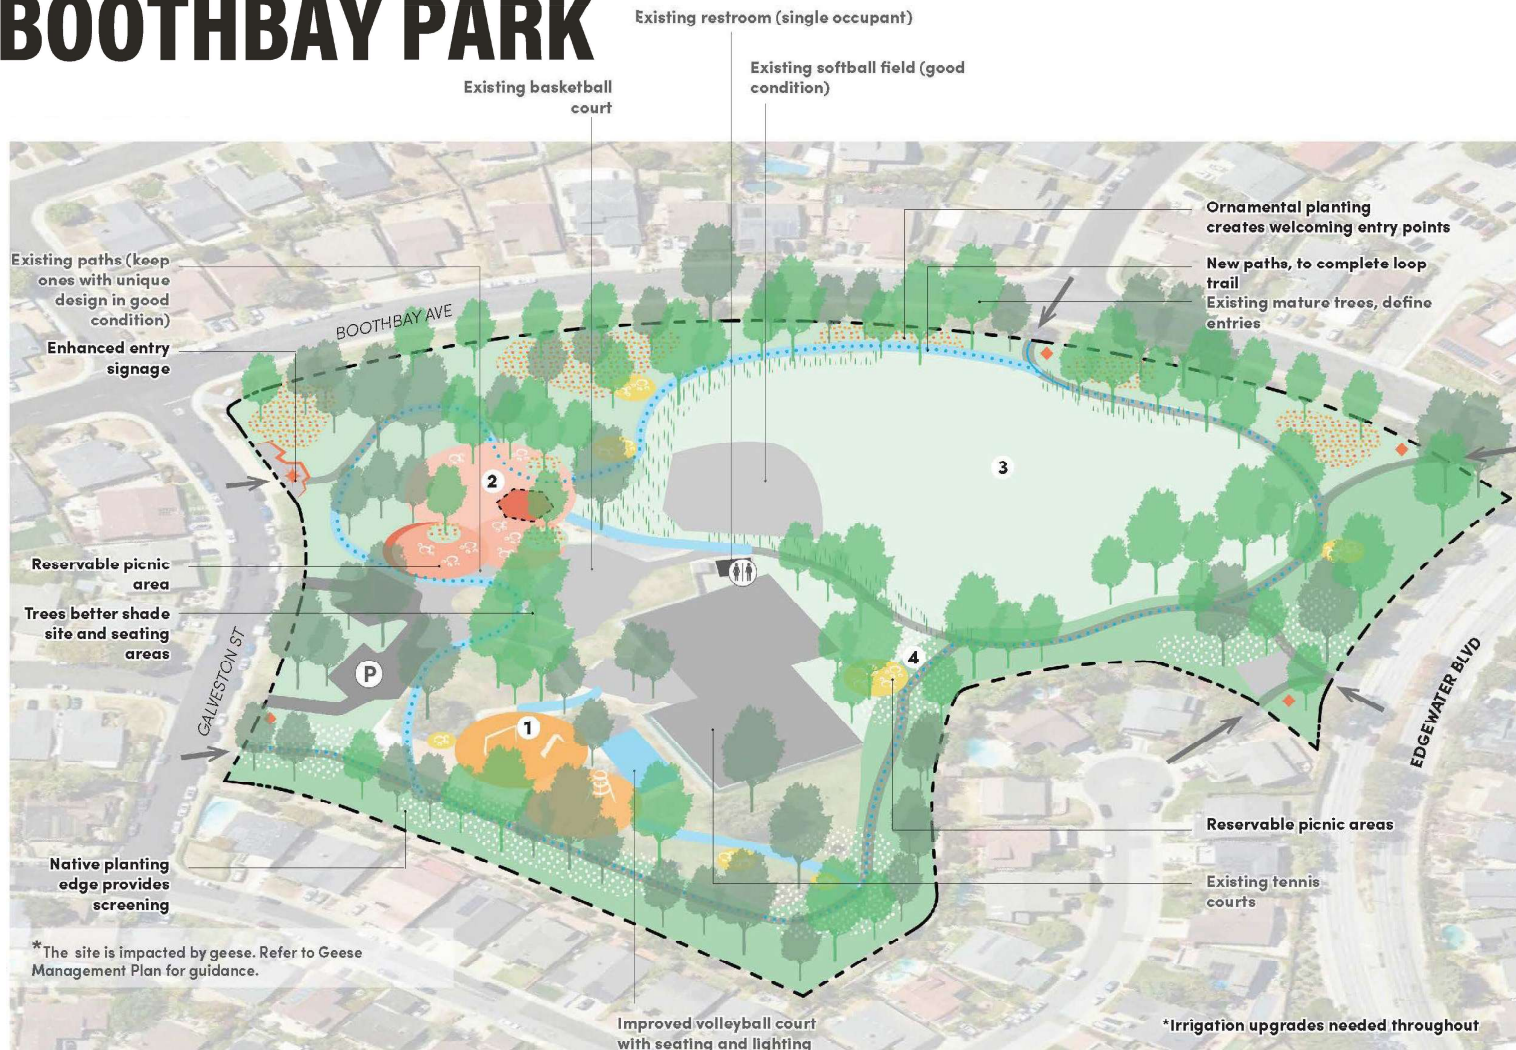 BOOTHBAY PARK
Existing restroom (single occupant)
Existing softball field (good
condition)
Existing basketball
court
Ornamental planting
creates welcoming entry points
New paths, to complete loop
trail
Existing mature trees, define
entries
Existing paths (keep
ones with unique
design in good
condition)
BOOTHBAY AVE
Enhanced entry
signage
2
3
Reservable picnic
area
Trees better shade
site and seating
areas
GALVESTON ST
P
4
1
EDGEWATER BLVD
Reservable picnic areas
Native planting
edge provides
screening
Existing tennis
courts
*The site is impacted by geese. Refer to Geese
Management Plan for guidance.
Improved volleyball court
with seating and lighting
*Irrigation upgrades needed throughout